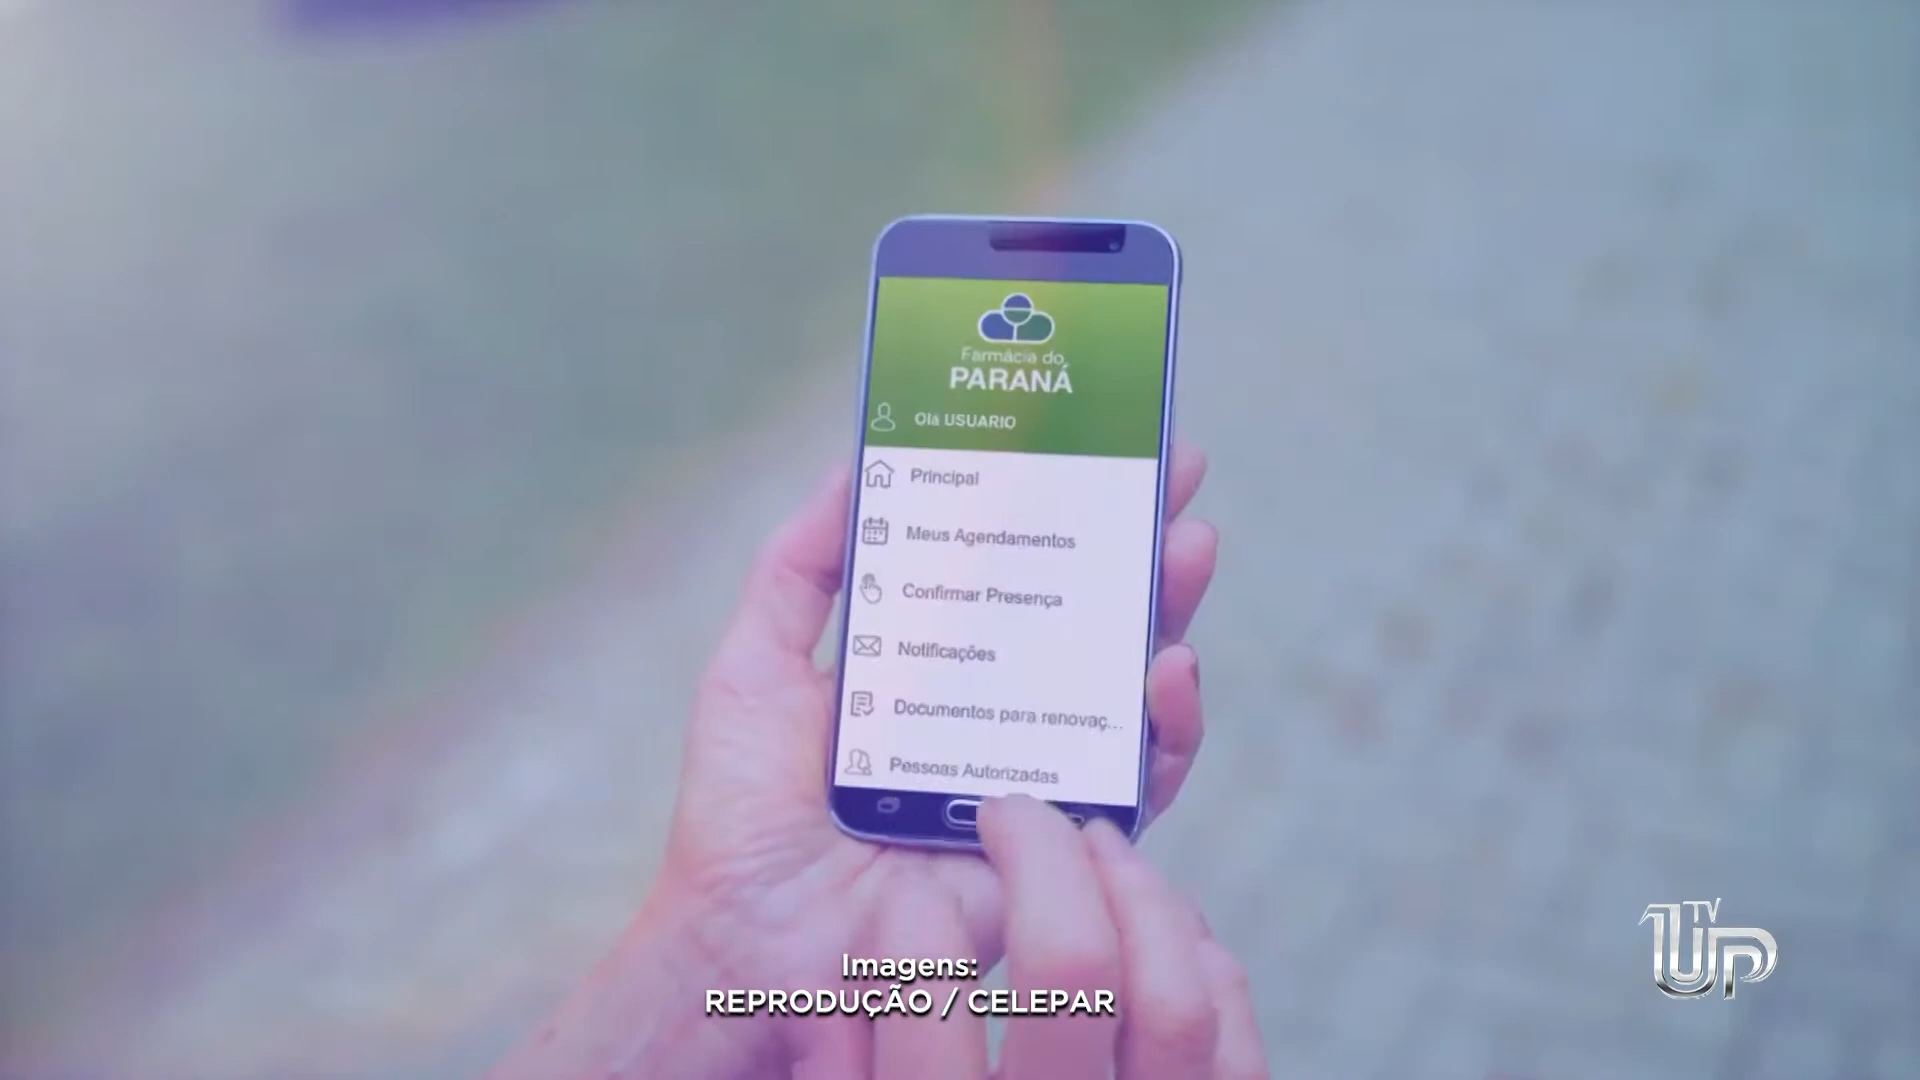 Farmácia do
PARANÁ
Olá USUARIO
Principal
Meus Agendamentos
Confirmar Presença
Notificações
Documentos para renovaç...
Pessoas Autorizadas
Imagens:
REPRODUÇÃO / CELEPAR
TV
UP